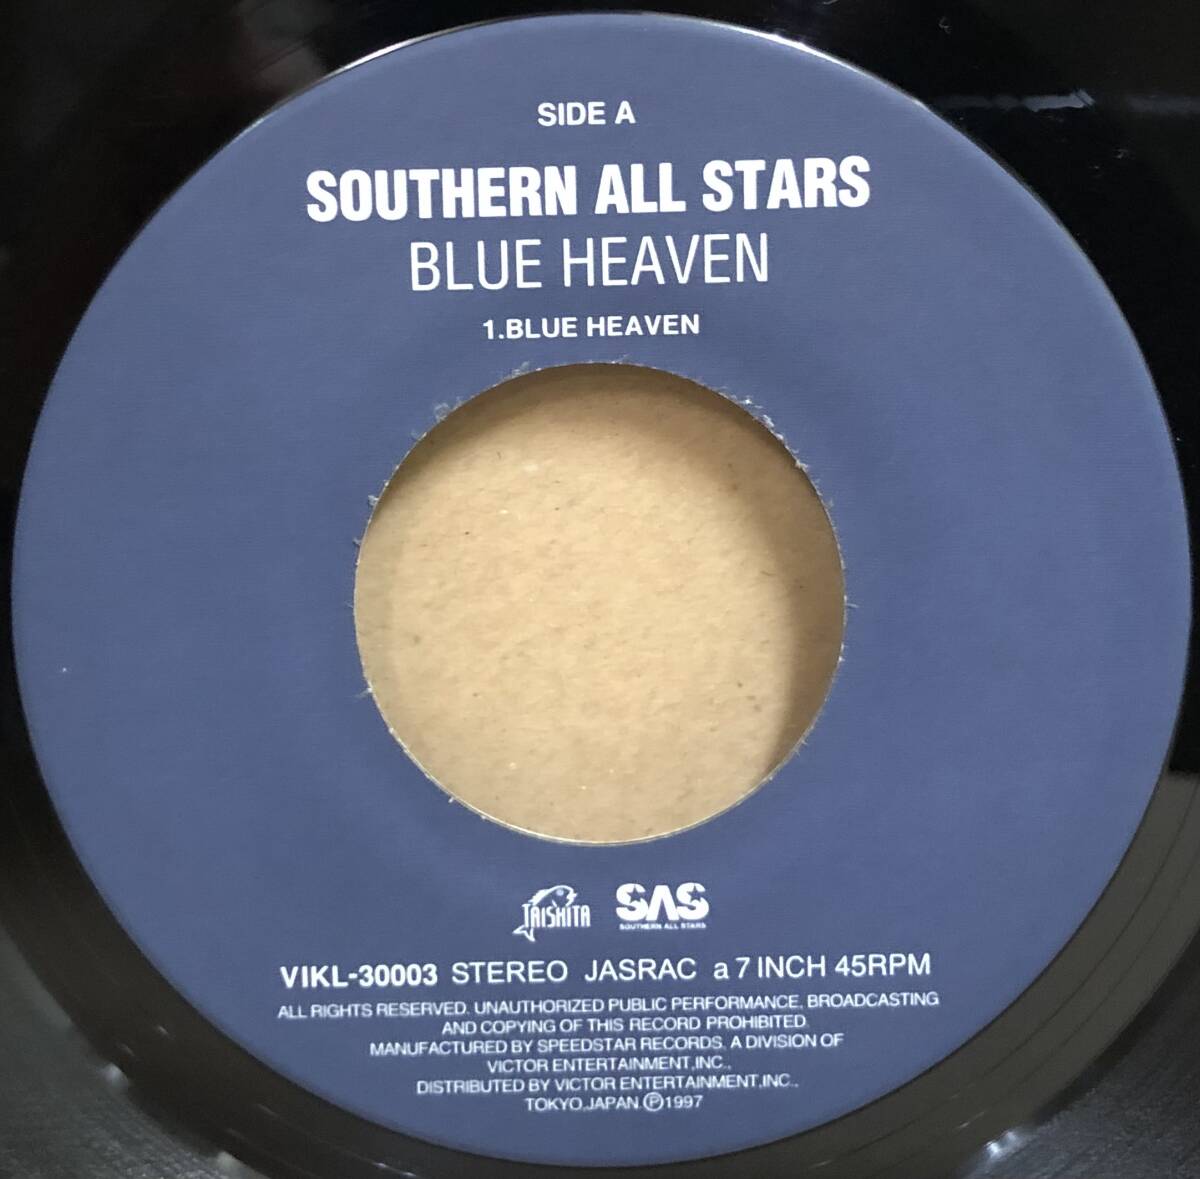 SIDE A
SOUTHERN ALL STARS
BLUE HEAVEN
1.BLUE HEAVEN
TAISHITA
SAS
SOUTHERN ALL STARS
VIKL-30003 STEREO JASRAC a 7 INCH 45RPM
ALL RIGHTS RESERVED. UNAUTHORIZED PUBLIC PERFORMANCE, BROADCASTING
AND COPYING OF THIS RECORD PROHIBITED.
MANUFACTURED BY SPEEDSTAR RECORDS. A DIVISION OF
VICTOR ENTERTAINMENT,INC.,
DISTRIBUTED BY VICTOR ENTERTAINMENT,INC.,
TOKYO,JAPAN.Ⓟ1997